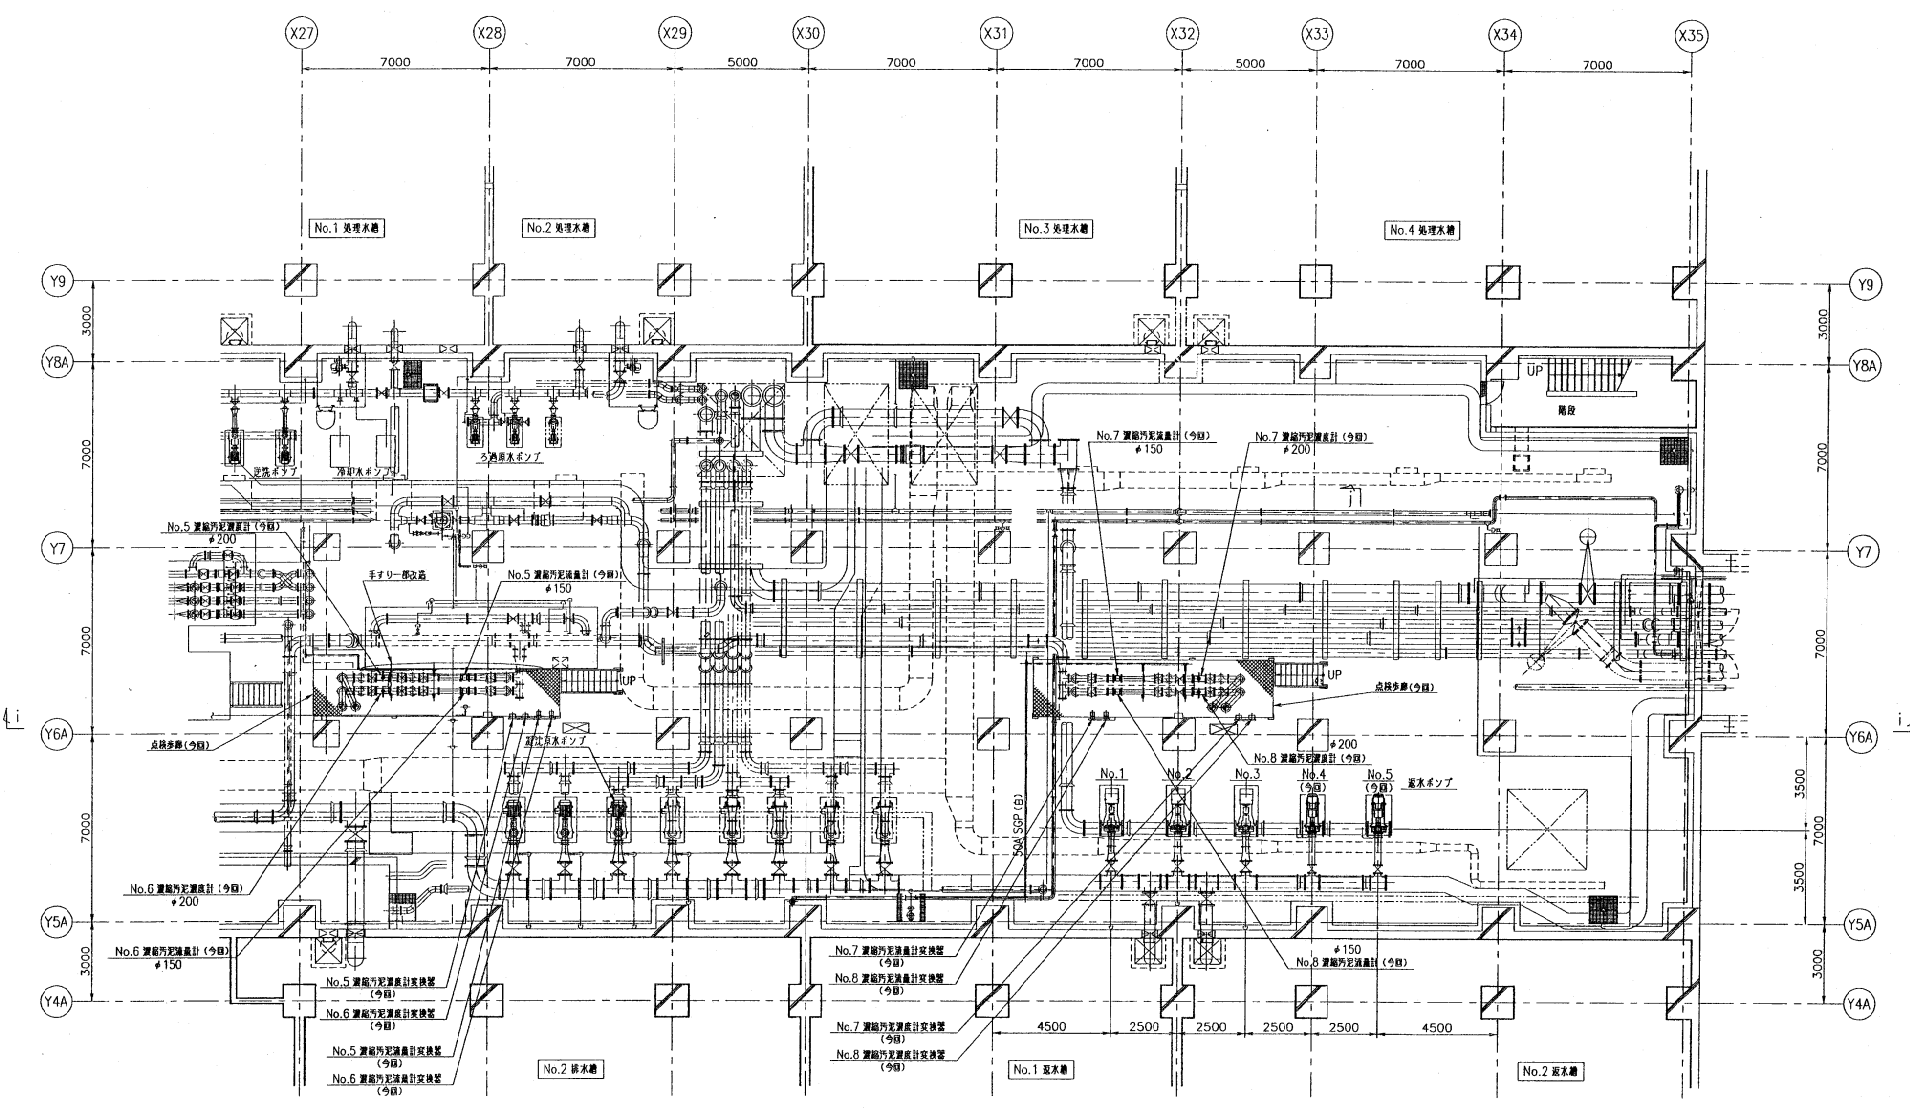 X27 X28 X29 X30 X31 X32 X33 X34 X35
7000 7000 5000 7000 7000 5000 7000 7000
No.1 処理水槽
No.2 処理水槽
No.3 処理水槽
No.4 処理水槽
Y9
Y9
3000
3000
Y8A
Y8A
UP
階段
7000
7000
逆洗ポンプ
冷却水ポンプ
ろ過原水ポンプ
No.7 濃縮汚泥流量計 (今回)
φ150
No.7 濃縮汚泥濃度計 (今回)
φ200
No.5 濃縮汚泥濃度計 (今回)
φ200
Y7
Y7
手すり一部改造
No.5 濃縮汚泥流量計 (今回)
φ150
7000
7000
UP
UP
点検歩廊 (今回)
i
i
Y6A
Y6A
点検歩廊 (今回)
φ200
No.8 濃縮汚泥濃度計 (今回)
No.1
No.2
No.3
No.4
(今回)
No.5
(今回)
返水ポンプ
3500
7000
7000
3500
50A SGP (白)
No.6 濃縮汚泥濃度計 (今回)
φ200
Y5A
Y5A
No.6 濃縮汚泥流量計 (今回)
φ150
3000
3000
No.7 濃縮汚泥流量計変換器
(今回)
No.8 濃縮汚泥流量計変換器
(今回)
φ150
No.8 濃縮汚泥流量計 (今回)
No.5 濃縮汚泥濃度計変換器
(今回)
No.6 濃縮汚泥濃度計変換器
(今回)
Y4A
Y4A
No.7 濃縮汚泥濃度計変換器
(今回)
No.8 濃縮汚泥濃度計変換器
(今回)
4500 2500 2500 2500 2500 4500
No.5 濃縮汚泥流量計変換器
(今回)
No.6 濃縮汚泥流量計変換器
(今回)
No.2 排水槽
No.1 返水槽
No.2 返水槽